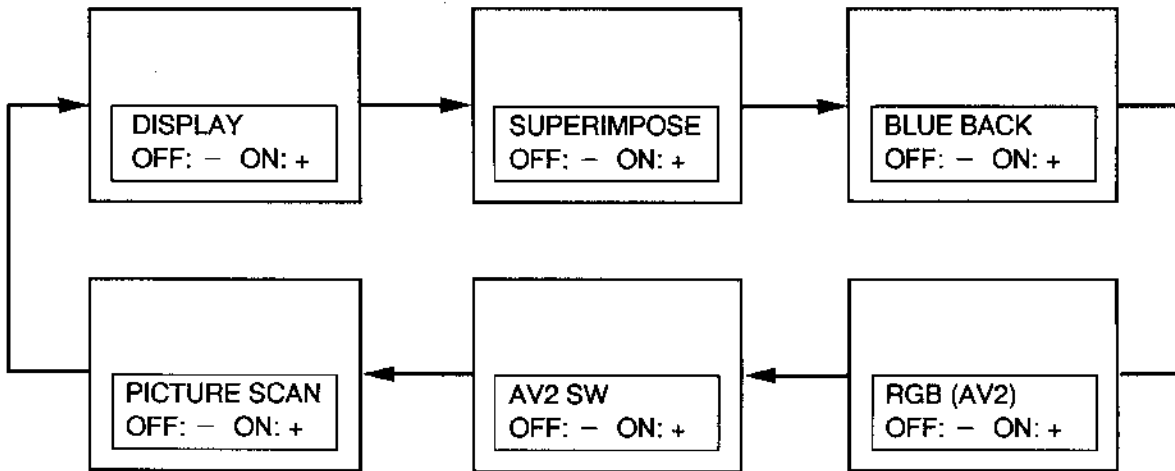 DISPLAY
OFF: − ON: +
SUPERIMPOSE
OFF: − ON: +
BLUE BACK
OFF: − ON: +
PICTURE SCAN
OFF: − ON: +
AV2 SW
OFF: − ON: +
RGB (AV2)
OFF: − ON: +